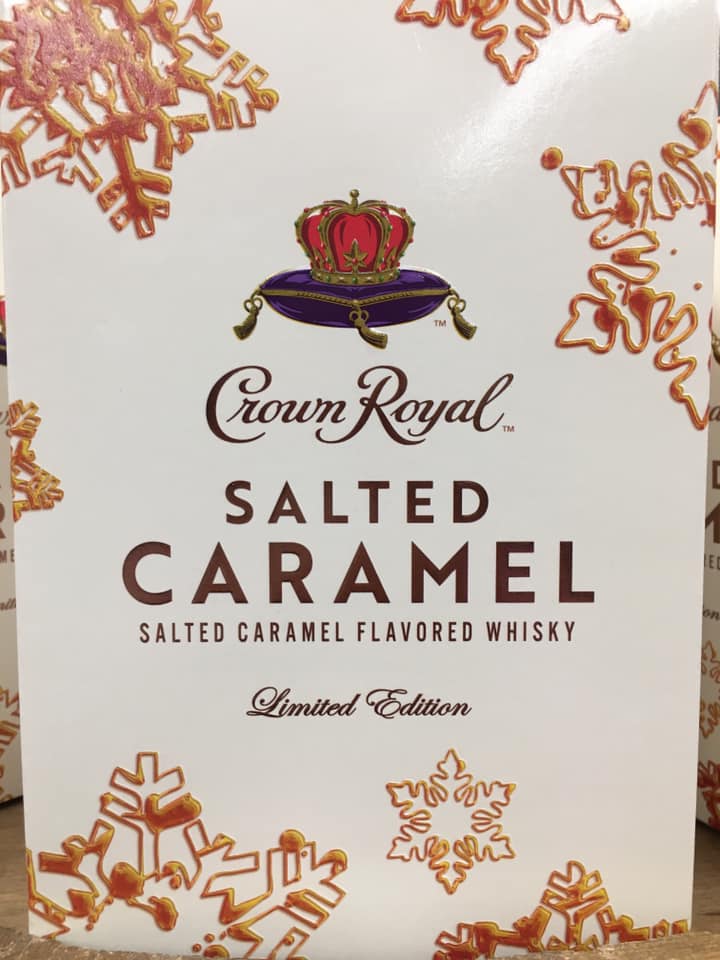 TM
Crown Royal TM
SALTED
CARAMEL
SALTED CARAMEL FLAVORED WHISKY
Limited Edition